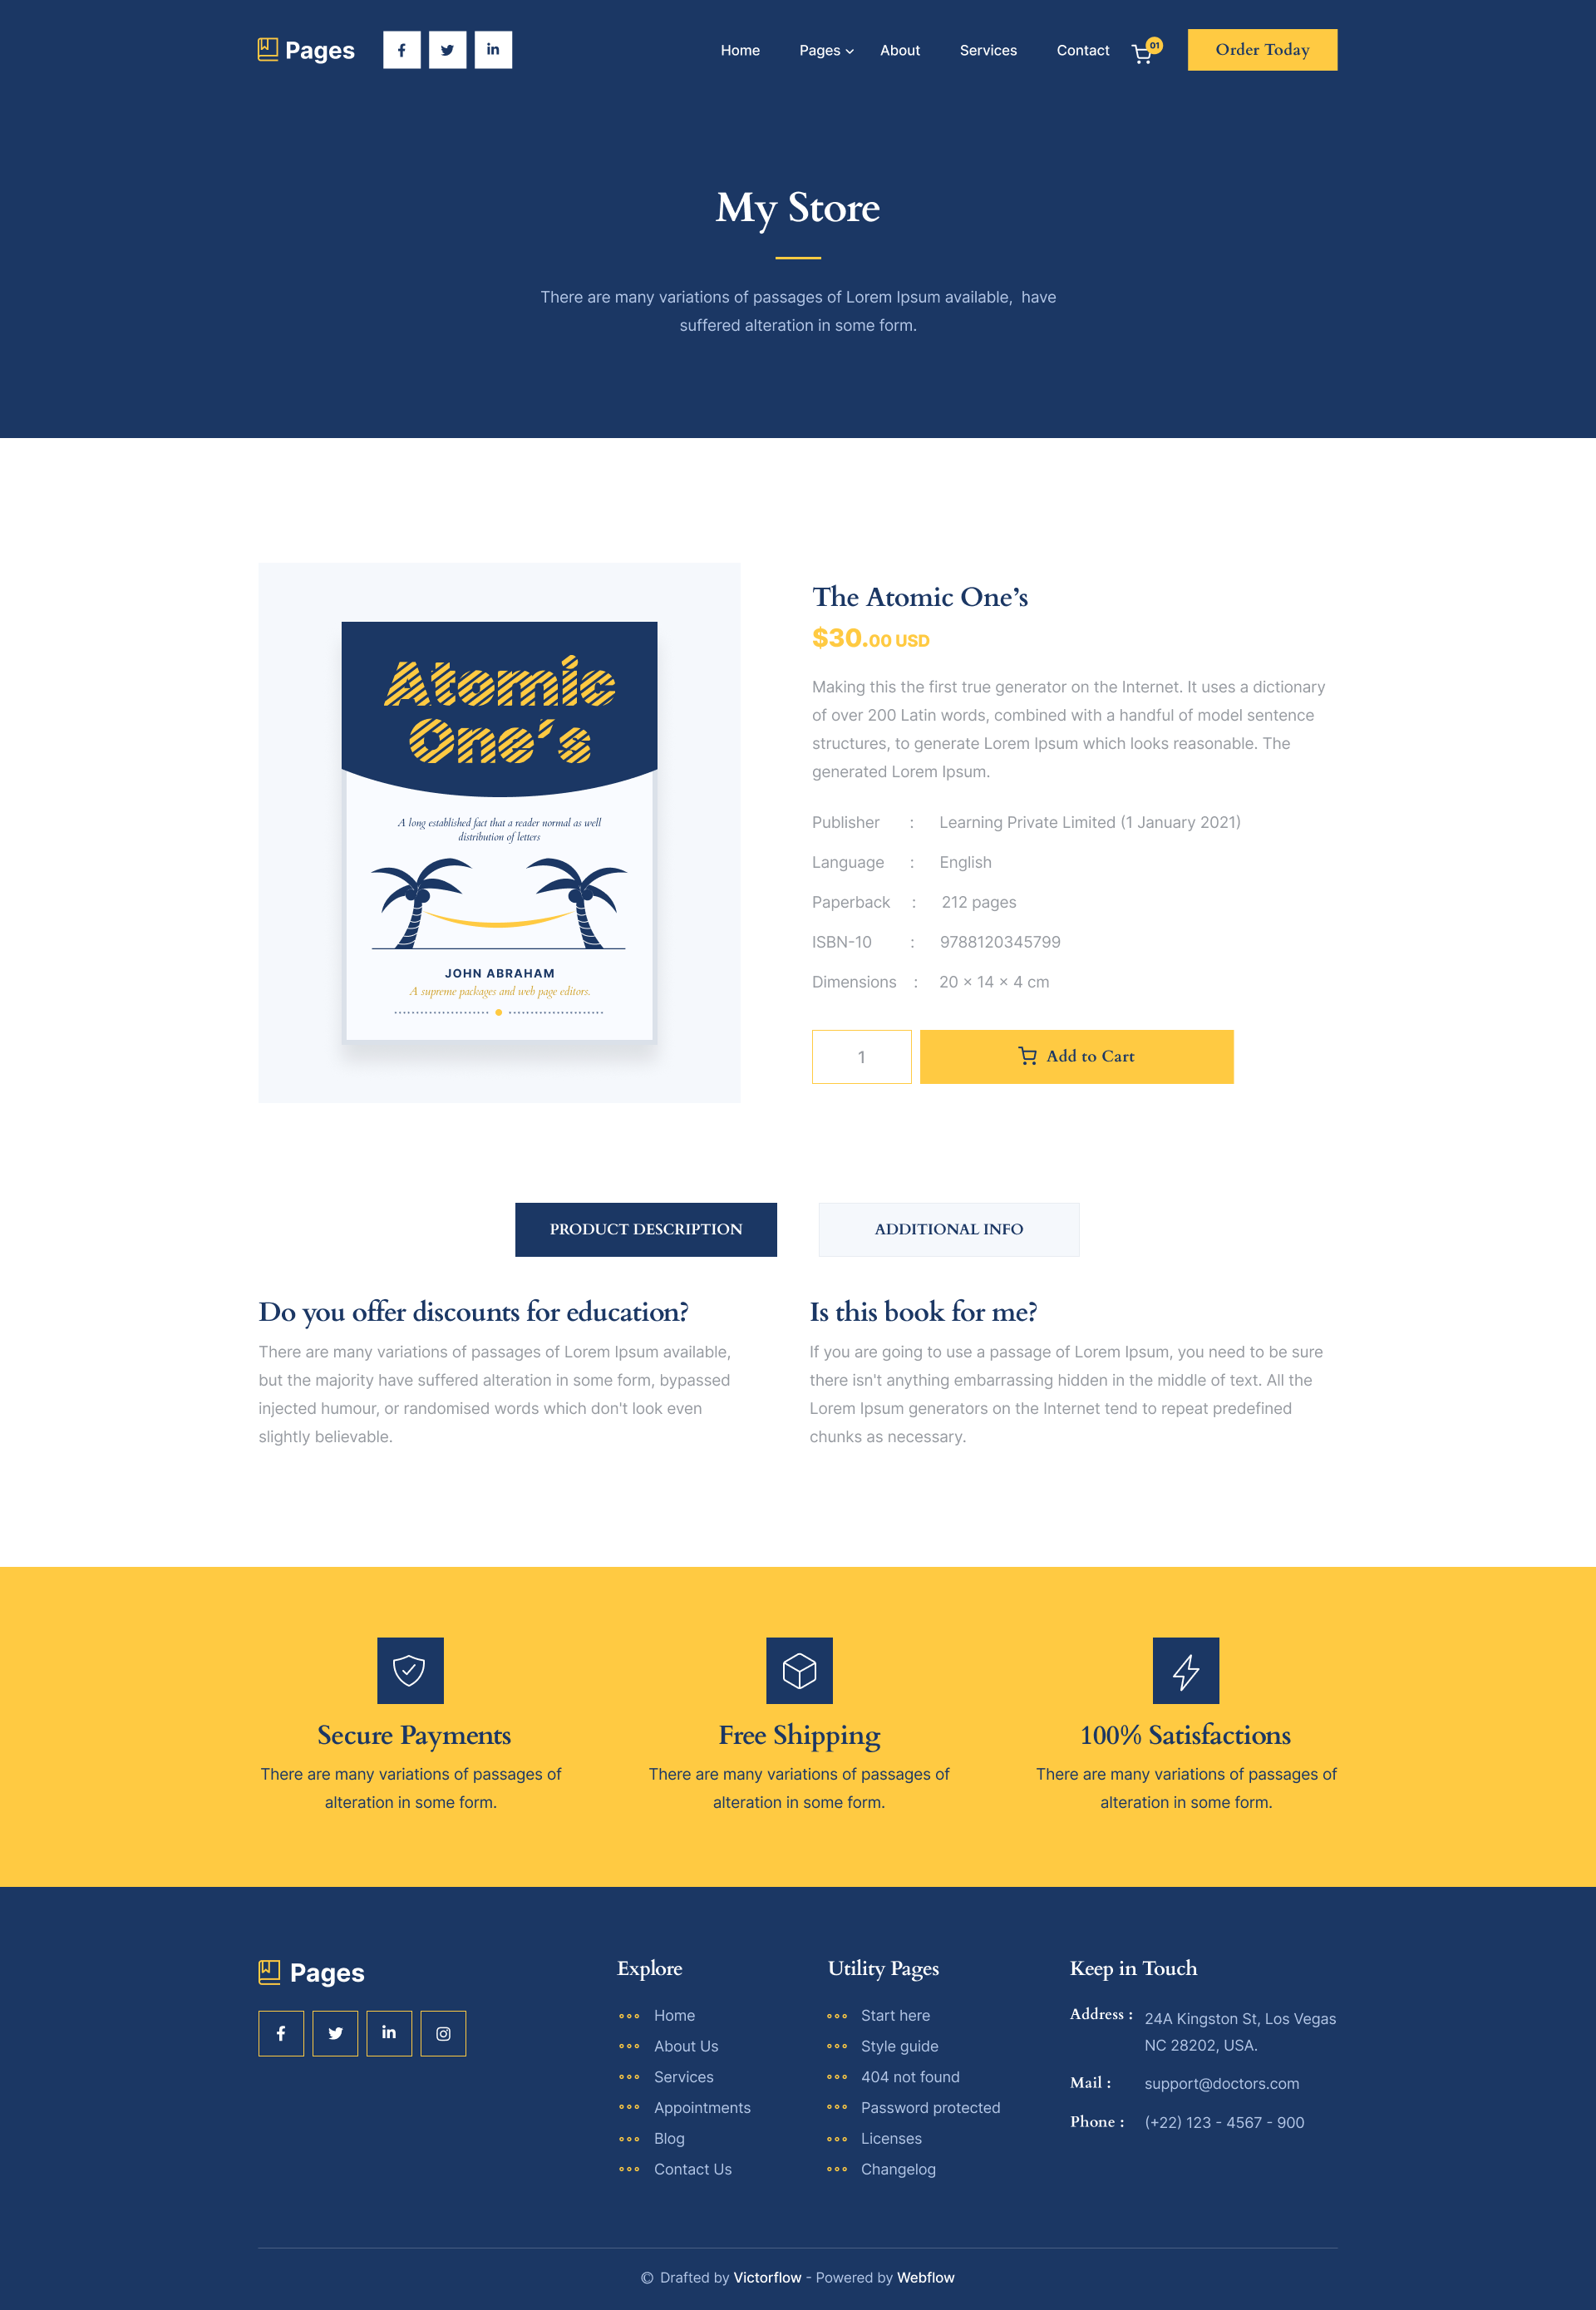 Pages
Home Pages About Services Contact 01 Order Today
My Store
There are many variations of passages of Lorem Ipsum available, have
suffered alteration in some form.
Atomic
One's
A long established fact that a reader normal as well
distribution of letters
JOHN ABRAHAM
A supreme packages and web page editors.
The Atomic One’s
$30.00 USD
Making this the first true generator on the Internet. It uses a dictionary
of over 200 Latin words, combined with a handful of model sentence
structures, to generate Lorem Ipsum which looks reasonable. The
generated Lorem Ipsum.
Publisher : Learning Private Limited (1 January 2021)
Language : English
Paperback : 212 pages
ISBN-10 : 9788120345799
Dimensions : 20 × 14 × 4 cm
1 Add to Cart
PRODUCT DESCRIPTION ADDITIONAL INFO
Do you offer discounts for education?
There are many variations of passages of Lorem Ipsum available,
but the majority have suffered alteration in some form, bypassed
injected humour, or randomised words which don't look even
slightly believable.
Is this book for me?
If you are going to use a passage of Lorem Ipsum, you need to be sure
there isn't anything embarrassing hidden in the middle of text. All the
Lorem Ipsum generators on the Internet tend to repeat predefined
chunks as necessary.
Secure Payments
There are many variations of passages of
alteration in some form.
Free Shipping
There are many variations of passages of
alteration in some form.
100% Satisfactions
There are many variations of passages of
alteration in some form.
Pages
Explore
Home
About Us
Services
Appointments
Blog
Contact Us
Utility Pages
Start here
Style guide
404 not found
Password protected
Licenses
Changelog
Keep in Touch
Address : 24A Kingston St, Los Vegas
NC 28202, USA.
Mail : support@doctors.com
Phone : (+22) 123 - 4567 - 900
© Drafted by Victorflow - Powered by Webflow